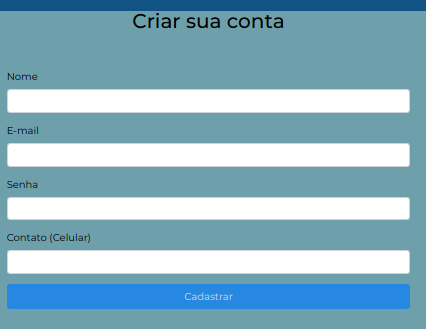 Criar sua conta
Nome
E-mail
Senha
Contato (Celular)
Cadastrar